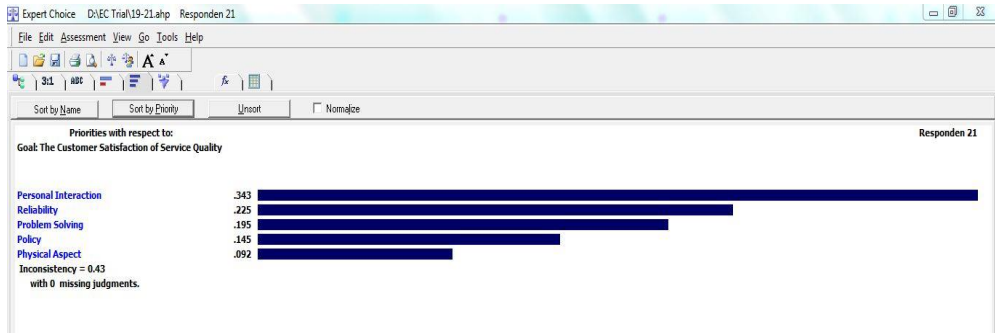 Expert Choice D:\EC Trial\19-21.ahp Responden 21
File Edit Assessment View Go Tools Help
A A
3:1 ABC fx
Sort by Name Sort by Priority Unsort Normalize
Priorities with respect to: Responden 21
Goal: The Customer Satisfaction of Service Quality
Personal Interaction .343
Reliability .225
Problem Solving .195
Policy .145
Physical Aspect .092
Inconsistency = 0.43
with 0 missing judgments.